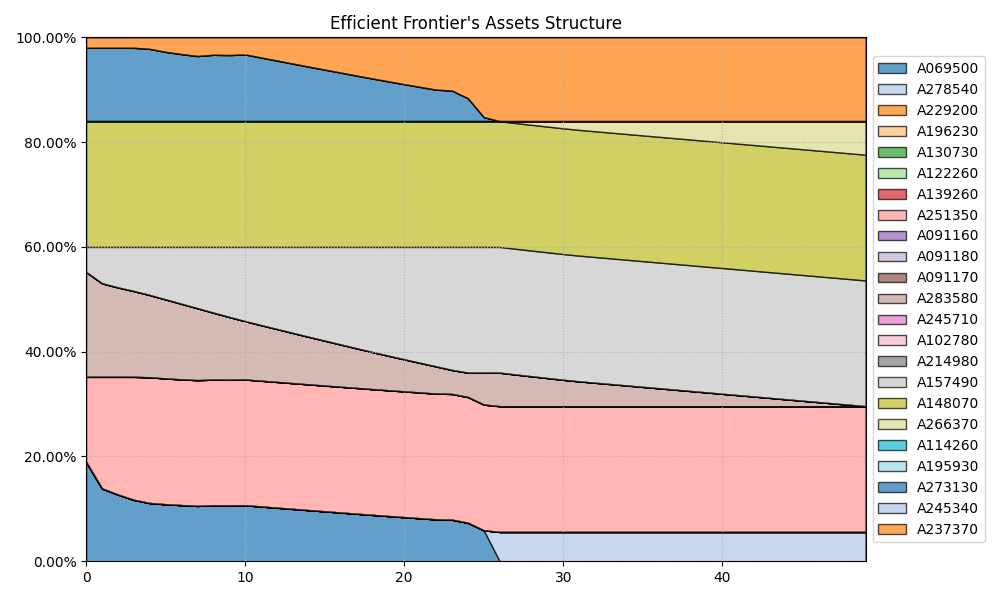 Efficient Frontier's Assets Structure
100.00%
80.00%
60.00%
40.00%
20.00%
0.00%
0
10
20
30
40
A069500
A278540
A229200
A196230
A130730
A122260
A139260
A251350
A091160
A091180
A091170
A283580
A245710
A102780
A214980
A157490
A148070
A266370
A114260
A195930
A273130
A245340
A237370